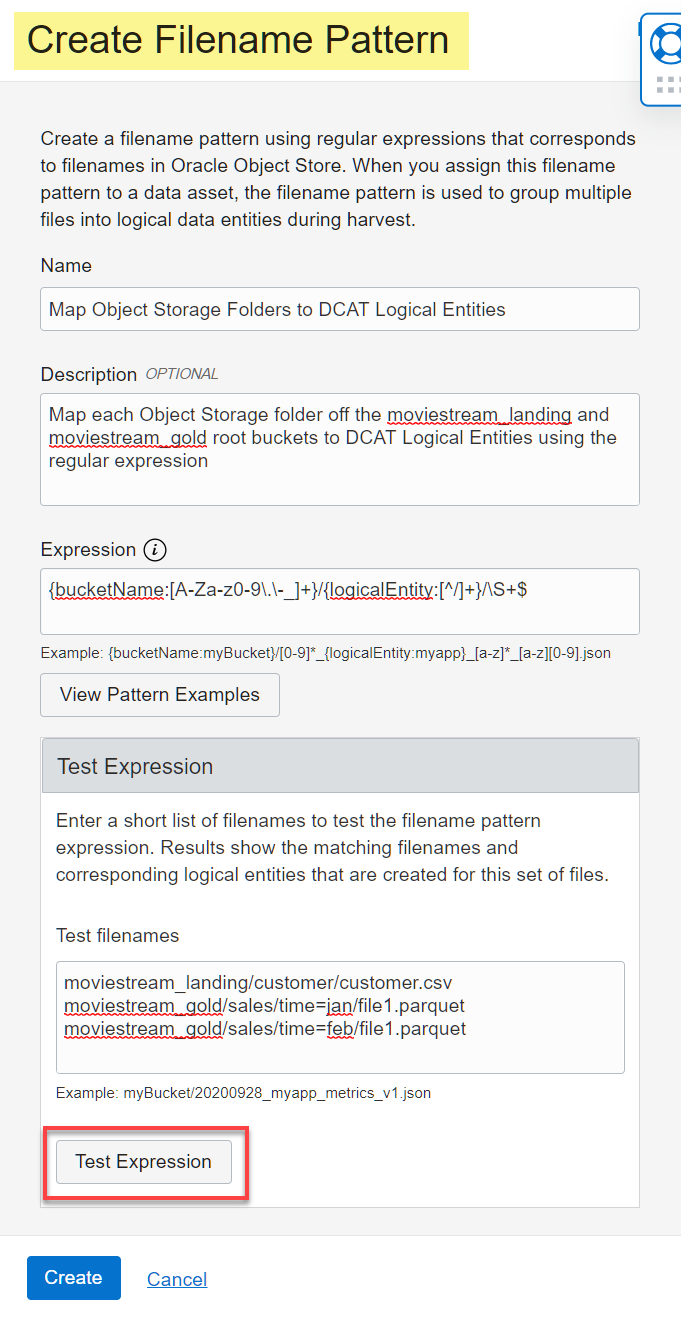 Create Filename Pattern
Create a filename pattern using regular expressions that corresponds
to filenames in Oracle Object Store. When you assign this filename
pattern to a data asset, the filename pattern is used to group multiple
files into logical data entities during harvest.
Name
Map Object Storage Folders to DCAT Logical Entities
Description OPTIONAL
Map each Object Storage folder off the moviestream_landing and
moviestream_gold root buckets to DCAT Logical Entities using the
regular expression
Expression i
{bucketName:[A-Za-z0-9\.\-_]+}/{logicalEntity:[^/]+}/\S+$
Example: {bucketName:myBucket}/[0-9]*_{logicalEntity:myapp}_[a-z]*_[a-z][0-9].json
View Pattern Examples
Test Expression
Enter a short list of filenames to test the filename pattern
expression. Results show the matching filenames and
corresponding logical entities that are created for this set of files.
Test filenames
moviestream_landing/customer/customer.csv
moviestream_gold/sales/time=jan/file1.parquet
moviestream_gold/sales/time=feb/file1.parquet
Example: myBucket/20200928_myapp_metrics_v1.json
Test Expression
Create Cancel